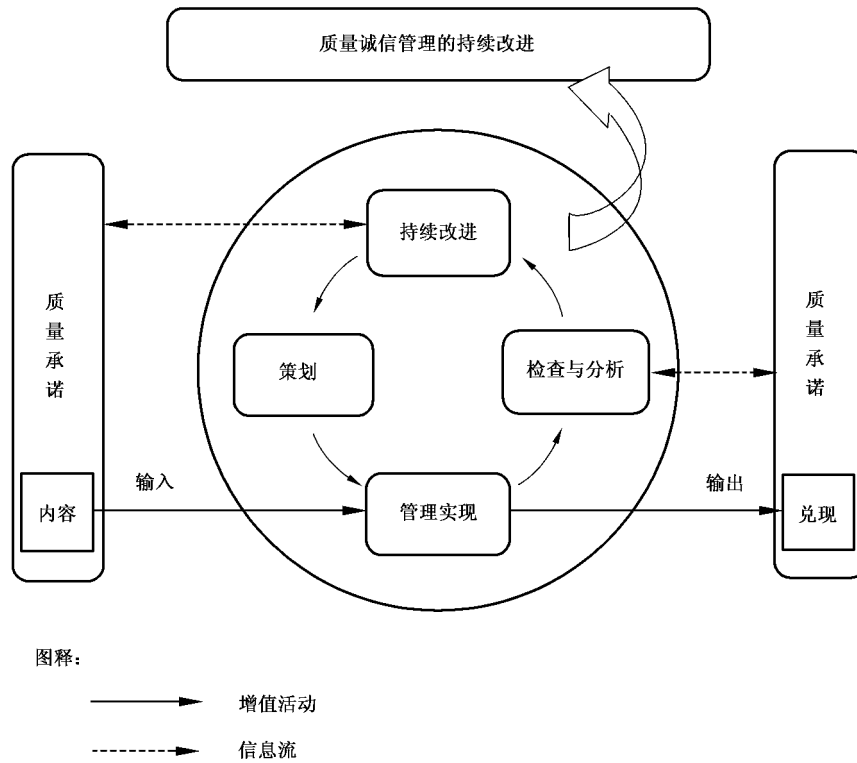 质量诚信管理的持续改进
持续改进
质量承诺
质量承诺
策划
检查与分析
输入
输出
内容
管理实现
兑现
图释：
增值活动
信息流